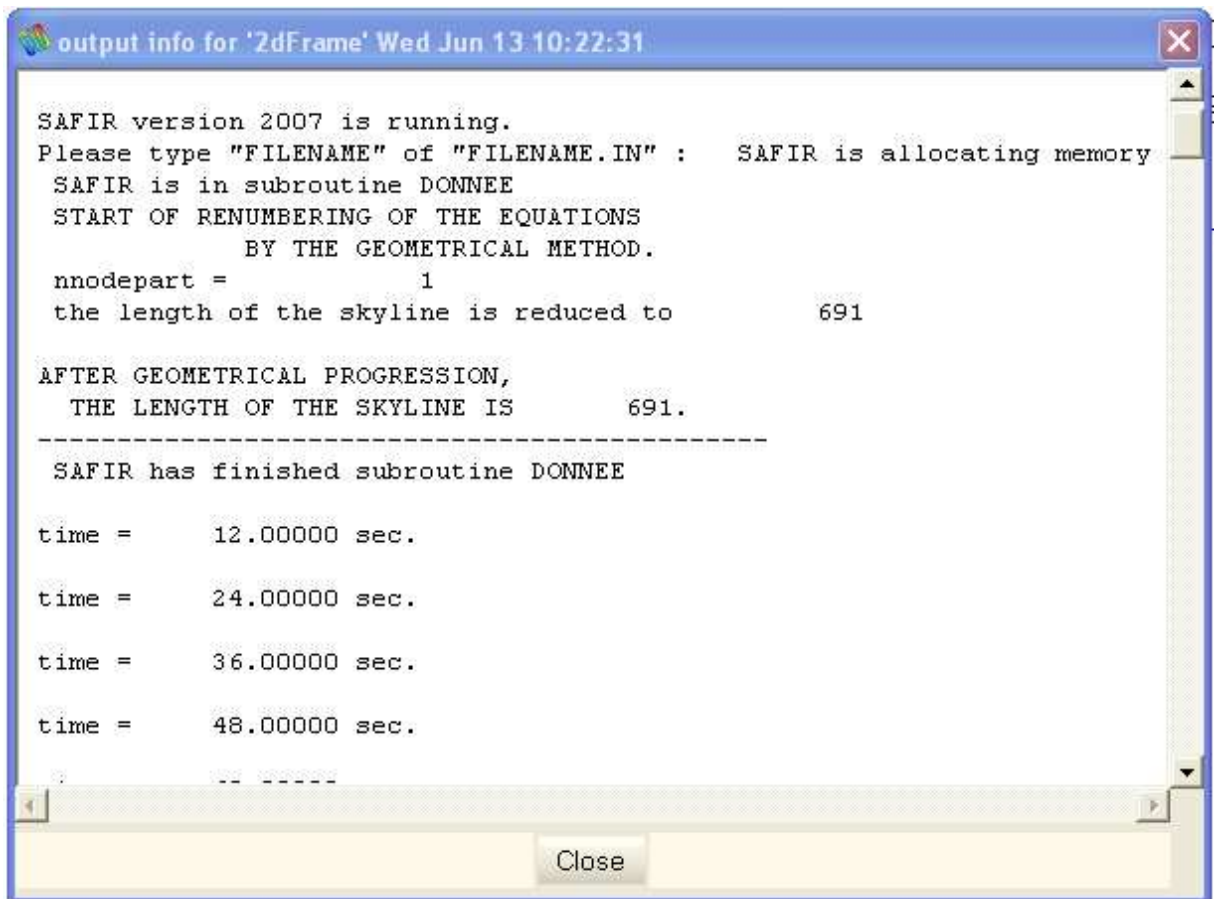 output info for '2dFrame' Wed Jun 13 10:22:31
SAFIR version 2007 is running.
Please type "FILENAME" of "FILENAME.IN" : SAFIR is allocating memory
SAFIR is in subroutine DONNEE
START OF RENUMBERING OF THE EQUATIONS
BY THE GEOMETRICAL METHOD.
nnodepart = 1
the length of the skyline is reduced to 691
AFTER GEOMETRICAL PROGRESSION,
THE LENGTH OF THE SKYLINE IS 691.
----------------------------------------------
SAFIR has finished subroutine DONNEE
time = 12.00000 sec.
time = 24.00000 sec.
time = 36.00000 sec.
time = 48.00000 sec.
Close